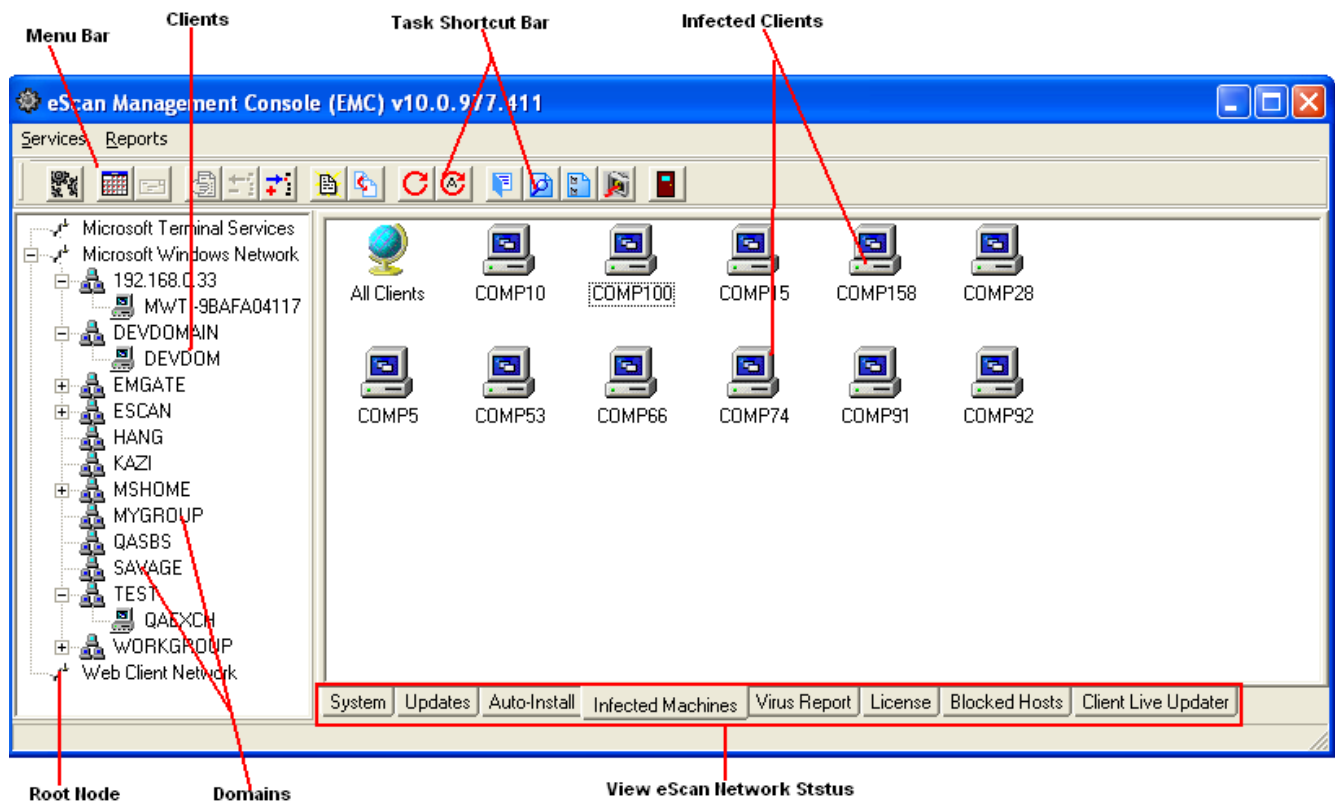 Menu Bar
Clients
Task Shortcut Bar
Infected Clients
eScan Management Console (EMC) v10.0.977.411
Services Reports
Microsoft Terminal Services
Microsoft Windows Network
192.168.0.33
MWTI-9BAFA04117
DEVDOMAIN
DEVDOM
EMGATE
ESCAN
HANG
KAZI
MSHOME
MYGROUP
QASBS
SAVAGE
TEST
QAEXCH
WORKGROUP
Web Client Network
All Clients COMP10 COMP100 COMP15 COMP158 COMP28
COMP5 COMP53 COMP66 COMP74 COMP91 COMP92
System Updates Auto-Install Infected Machines Virus Report License Blocked Hosts Client Live Updater
Root Node
Domains
View eScan Network Ststus